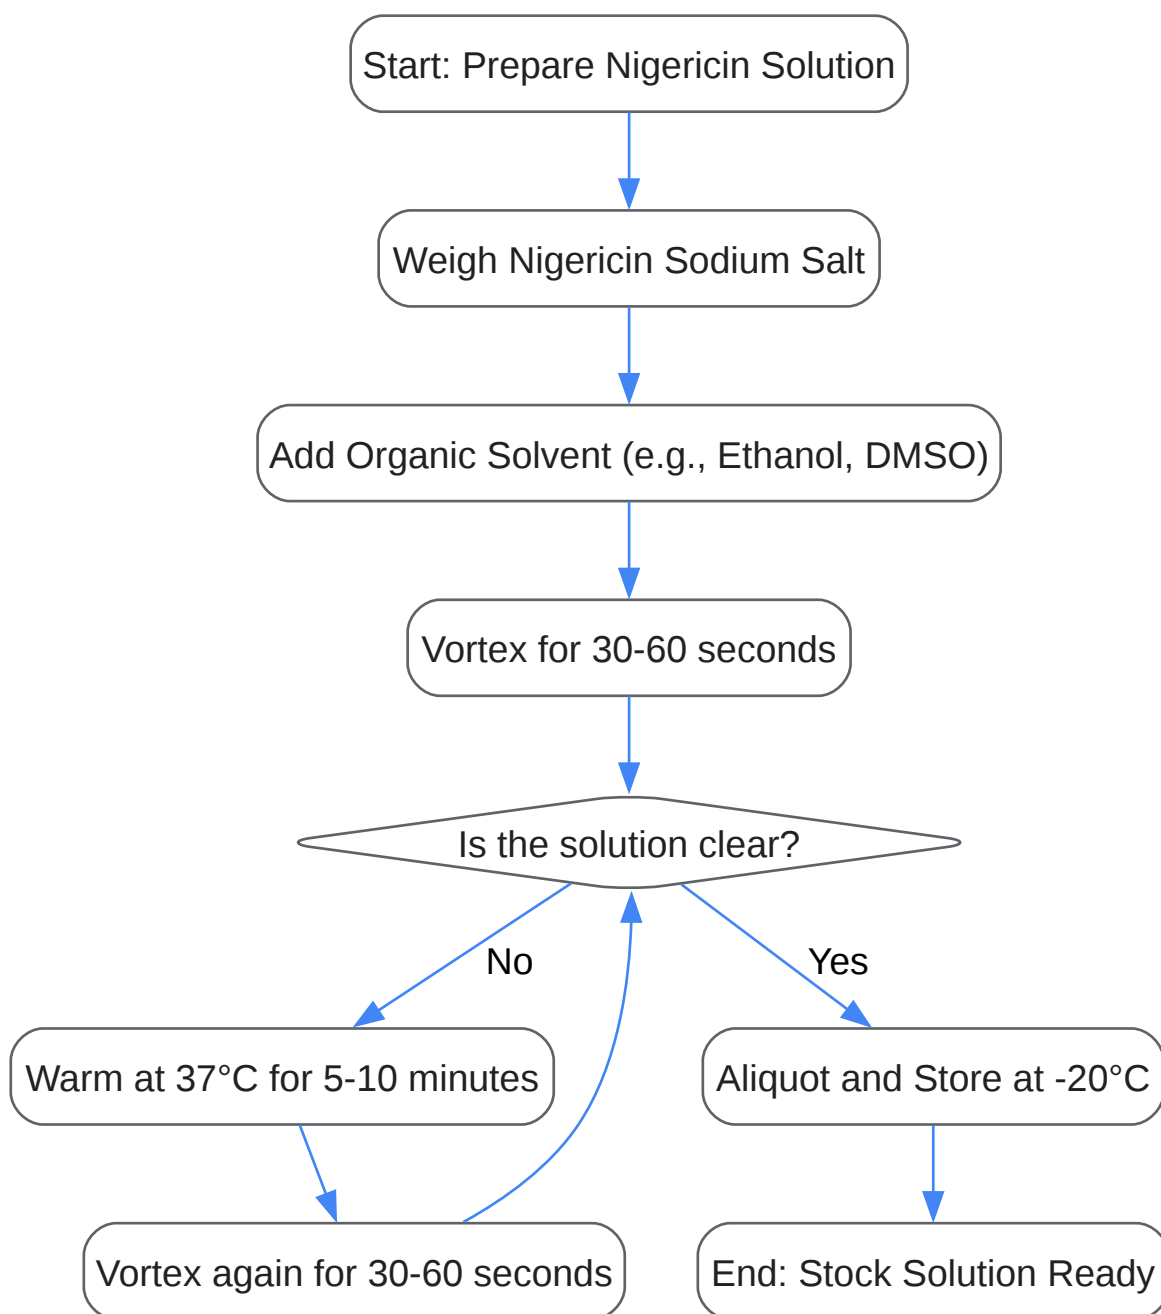 Start: Prepare Nigericin Solution
Weigh Nigericin Sodium Salt
Add Organic Solvent (e.g., Ethanol, DMSO)
Vortex for 30-60 seconds
Is the solution clear?
No
Yes
Warm at 37°C for 5-10 minutes
Aliquot and Store at -20°C
Vortex again for 30-60 seconds
End: Stock Solution Ready